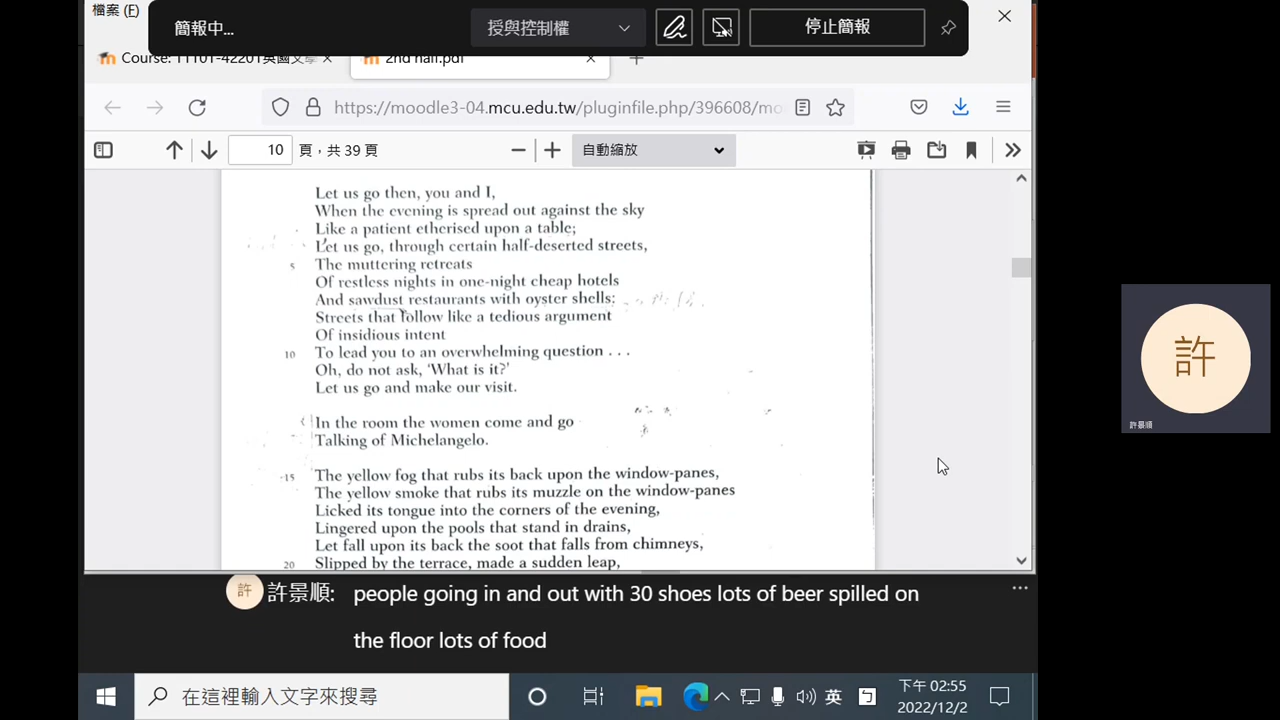 檔案 (F)
簡報中...
授與控制權
停止簡報
Course: 11101-42201英國文學
2nd half.pdf
https://moodle3-04.mcu.edu.tw/pluginfile.php/396608/mo
10 頁，共 39 頁
自動縮放
Let us go then, you and I,
When the evening is spread out against the sky
Like a patient etherised upon a table;
Let us go, through certain half-deserted streets,
5 The muttering retreats
Of restless nights in one-night cheap hotels
And sawdust restaurants with oyster shells:
Streets that follow like a tedious argument
Of insidious intent
10 To lead you to an overwhelming question . . .
Oh, do not ask, ‘What is it?’
Let us go and make our visit.
In the room the women come and go
Talking of Michelangelo.
15 The yellow fog that rubs its back upon the window-panes,
The yellow smoke that rubs its muzzle on the window-panes
Licked its tongue into the corners of the evening,
Lingered upon the pools that stand in drains,
Let fall upon its back the soot that falls from chimneys,
20 Slipped by the terrace, made a sudden leap,
許
許景順
許 許景順: people going in and out with 30 shoes lots of beer spilled on
the floor lots of food
在這裡輸入文字來搜尋
英
下午 02:55
2022/12/2